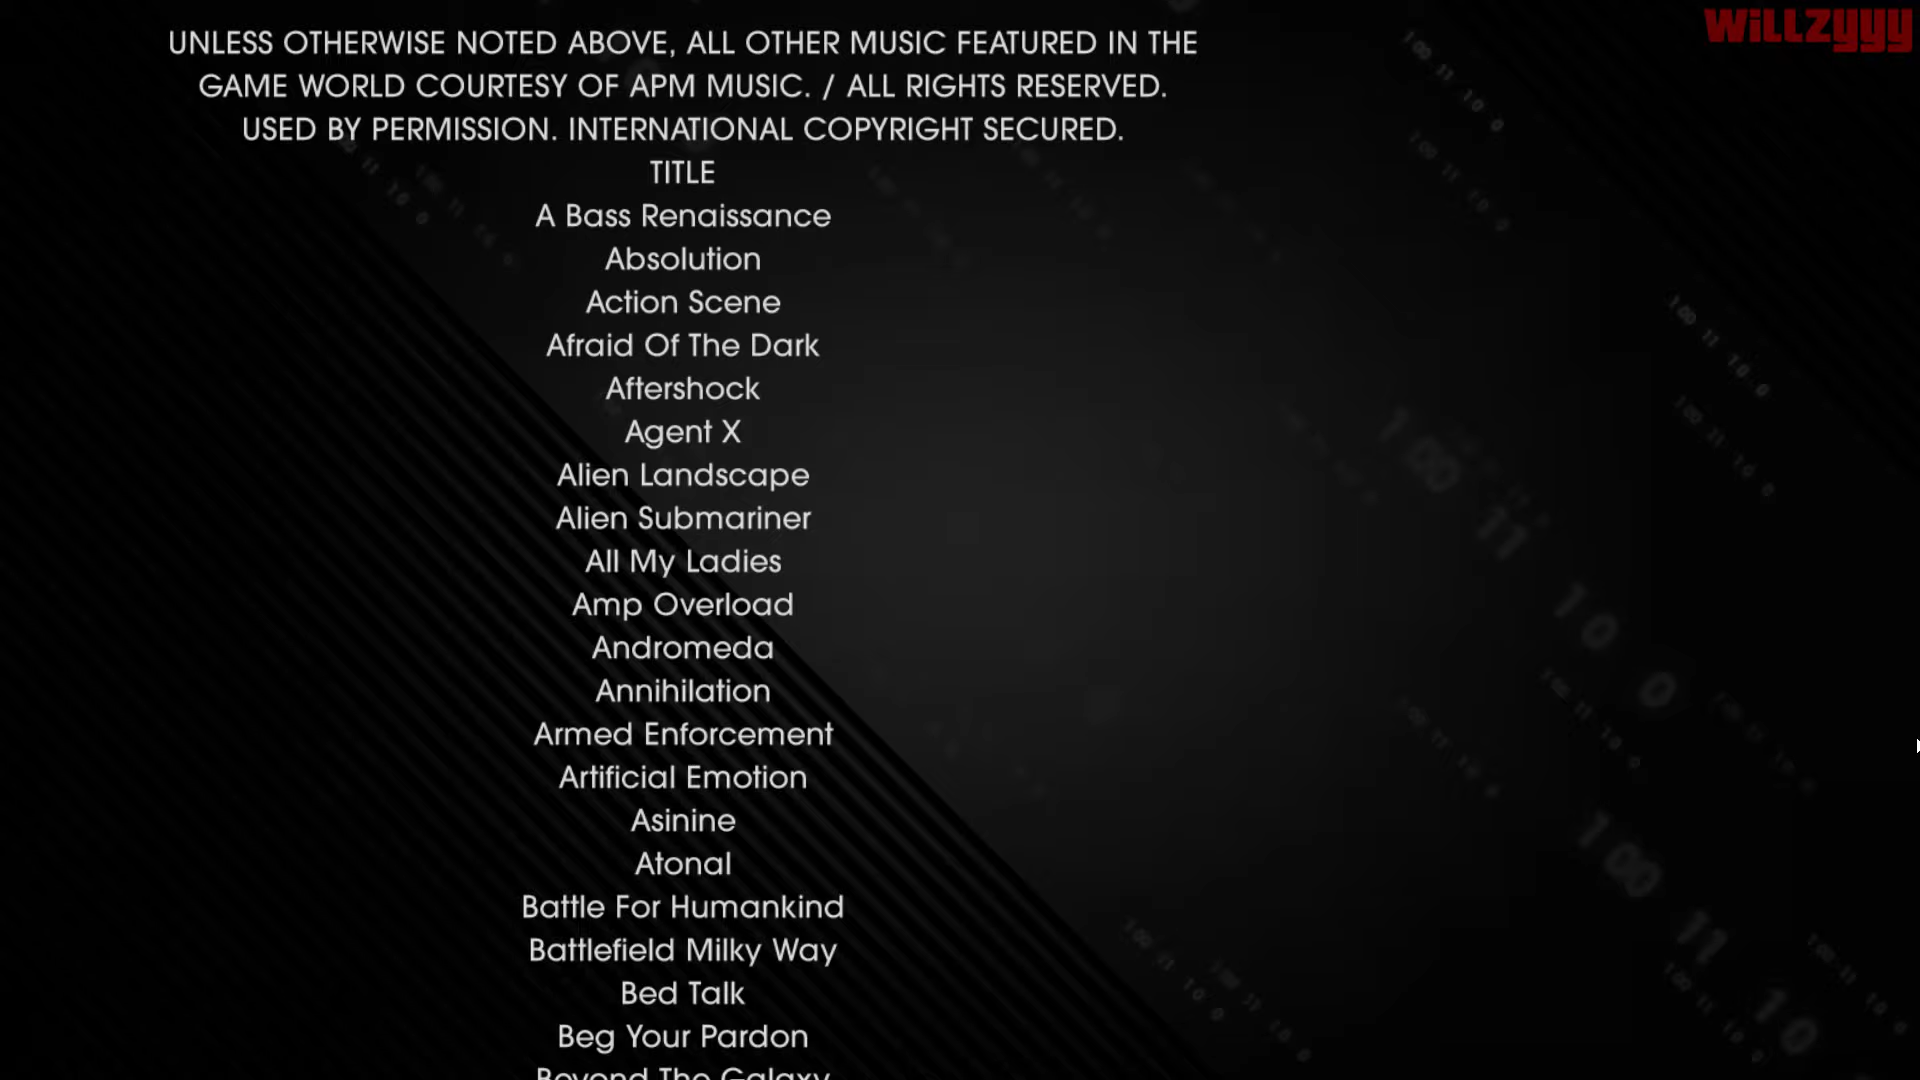 WiLLzyyy
UNLESS OTHERWISE NOTED ABOVE, ALL OTHER MUSIC FEATURED IN THE
GAME WORLD COURTESY OF APM MUSIC. / ALL RIGHTS RESERVED.
USED BY PERMISSION. INTERNATIONAL COPYRIGHT SECURED.
TITLE
A Bass Renaissance
Absolution
Action Scene
Afraid Of The Dark
Aftershock
Agent X
Alien Landscape
Alien Submariner
All My Ladies
Amp Overload
Andromeda
Annihilation
Armed Enforcement
Artificial Emotion
Asinine
Atonal
Battle For Humankind
Battlefield Milky Way
Bed Talk
Beg Your Pardon
Beyond The Galaxy